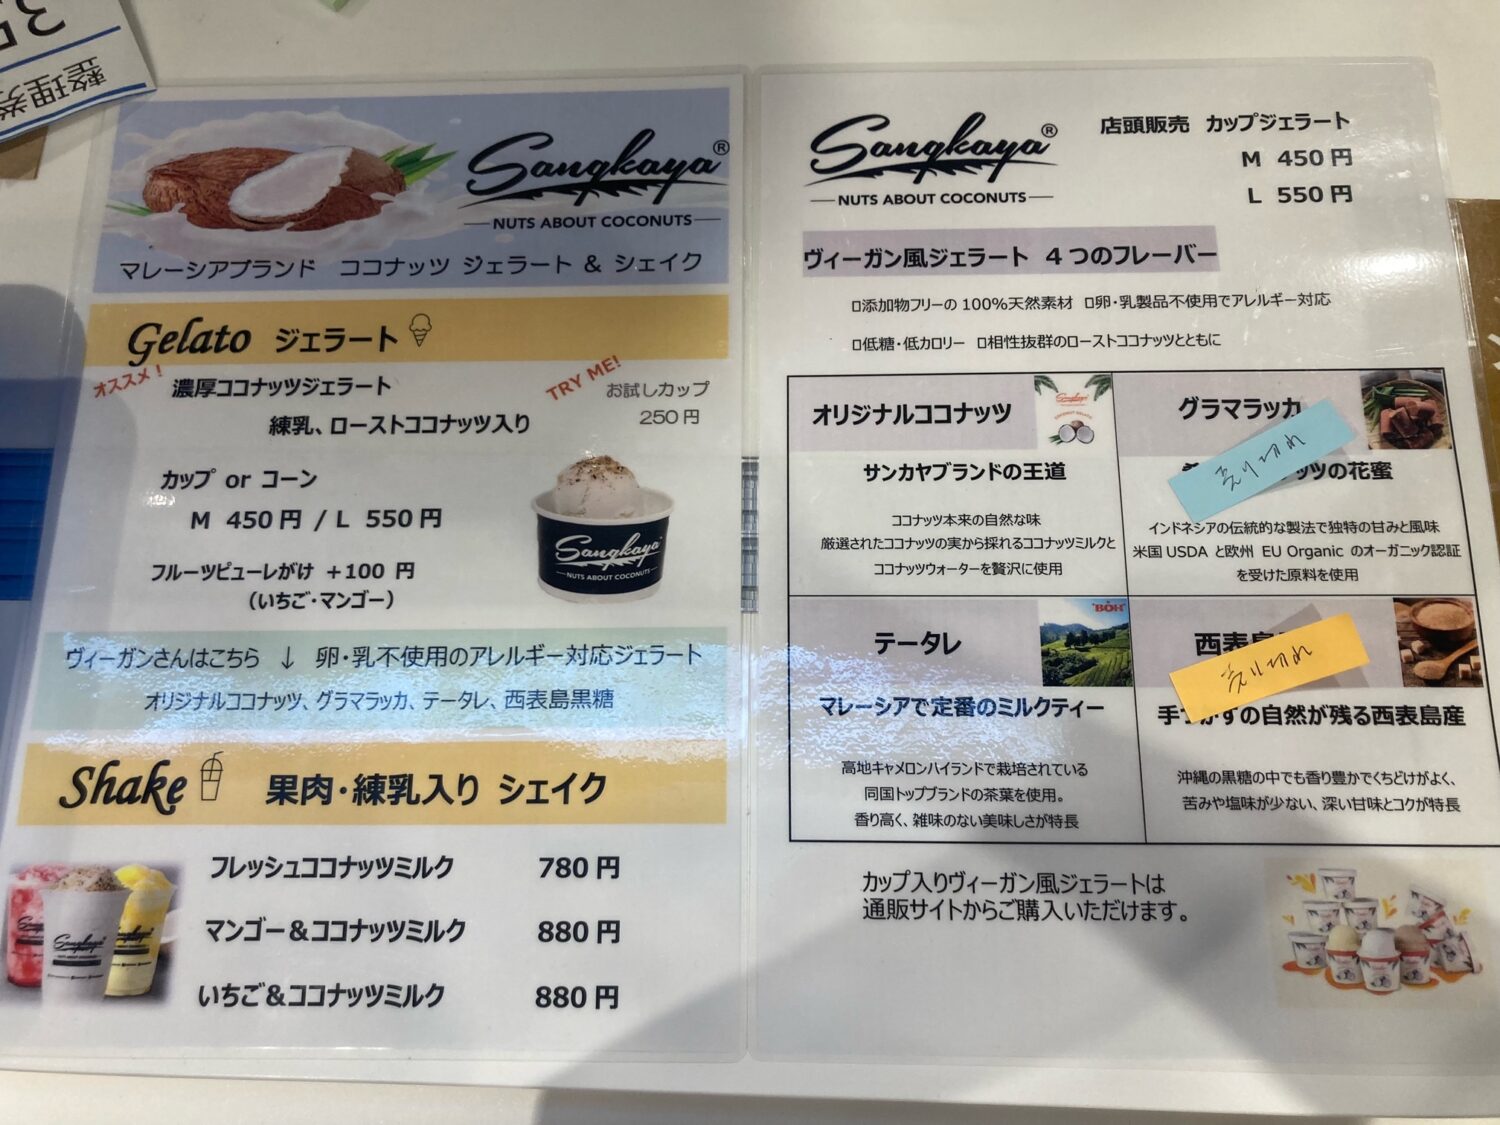 整理券
Sangkaya®
NUTS ABOUT COCONUTS
マレーシアブランド ココナッツ ジェラート & シェイク
Gelato ジェラート
オススメ!
濃厚ココナッツジェラート
練乳、ローストココナッツ入り
TRY ME!
お試しカップ
250円
カップ or コーン
M 450円 / L 550円
フルーツピューレがけ +100 円
(いちご・マンゴー)
Sangkaya
NUTS ABOUT COCONUTS
ヴィーガンさんはこちら ↓ 卵・乳不使用のアレルギー対応ジェラート
オリジナルココナッツ、グラマラッカ、テータレ、西表島黒糖
Shake 果肉・練乳入り シェイク
フレッシュココナッツミルク 780円
マンゴー&ココナッツミルク 880円
いちご&ココナッツミルク 880円
Sangkaya®
NUTS ABOUT COCONUTS
店頭販売 カップジェラート
M 450円
L 550円
ヴィーガン風ジェラート 4つのフレーバー
□添加物フリーの100%天然素材 □卵・乳製品不使用でアレルギー対応
□低糖・低カロリー □相性抜群のローストココナッツとともに
オリジナルココナッツ
サンカヤブランドの王道
ココナッツ本来の自然な味
厳選されたココナッツの実から採れるココナッツミルクと
ココナッツウォーターを贅沢に使用
グラマラッカ
売り切れ
ッツの花蜜
インドネシアの伝統的な製法で独特の甘みと風味
米国USDA と欧州 EU Organic のオーガニック認証
を受けた原料を使用
テータレ
BOH
マレーシアで定番のミルクティー
高地キャメロンハイランドで栽培されている
同国トップブランドの茶葉を使用。
香り高く、雑味のない美味しさが特長
西表島
売り切れ
手つかずの自然が残る西表島産
沖縄の黒糖の中でも香り豊かでくちどけがよく、
苦みや塩味が少ない、深い甘味とコクが特長
カップ入りヴィーガン風ジェラートは
通販サイトからご購入いただけます。